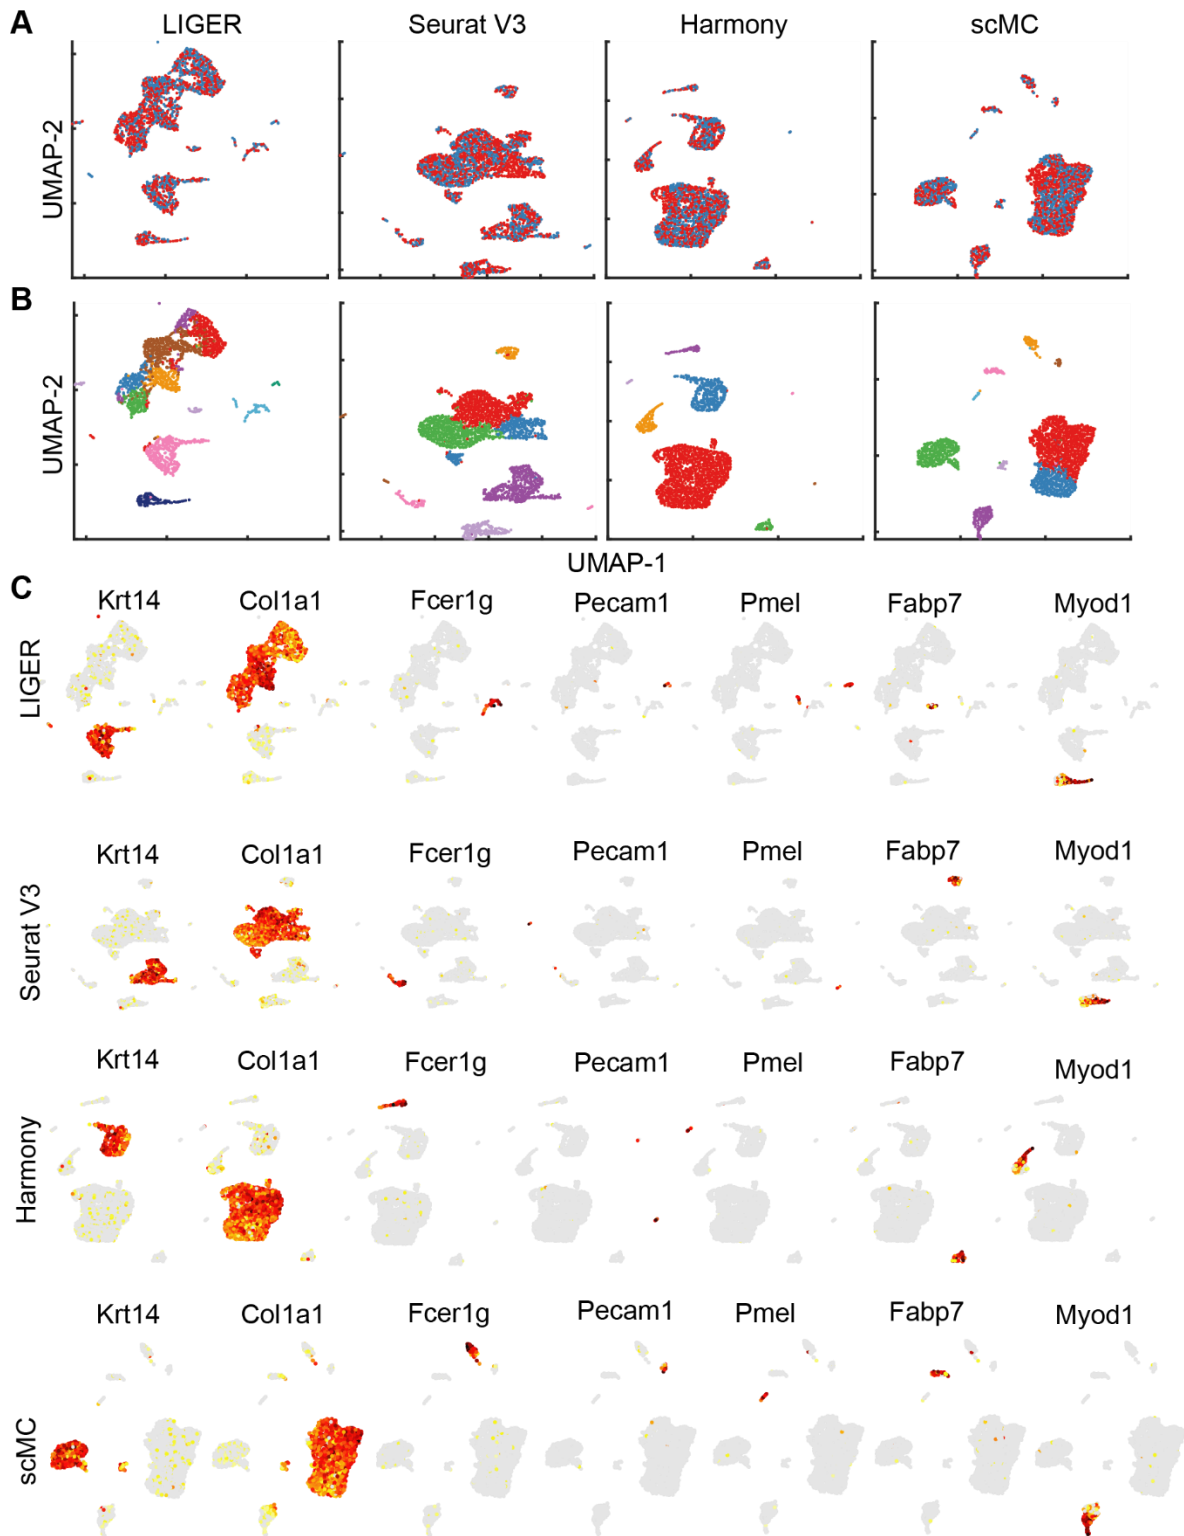 A
LIGER Seurat V3 Harmony scMC
UMAP-2
B
UMAP-2
UMAP-1
C
Krt14 Col1a1 Fcer1g Pecam1 Pmel Fabp7 Myod1
LIGER
Krt14 Col1a1 Fcer1g Pecam1 Pmel Fabp7 Myod1
Seurat V3
Krt14 Col1a1 Fcer1g Pecam1 Pmel Fabp7 Myod1
Harmony
Krt14 Col1a1 Fcer1g Pecam1 Pmel Fabp7 Myod1
scMC